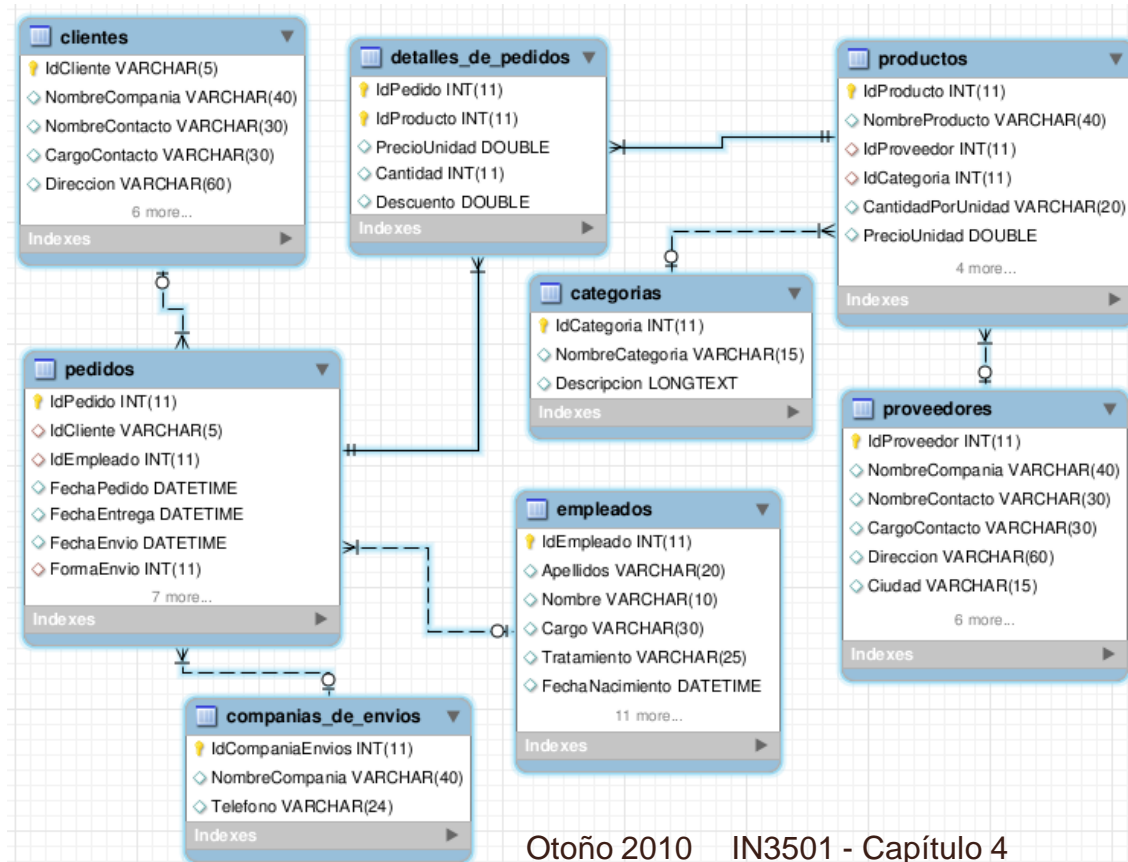 clientes
IdCliente VARCHAR(5)
NombreCompania VARCHAR(40)
NombreContacto VARCHAR(30)
CargoContacto VARCHAR(30)
Direccion VARCHAR(60)
6 more...
Indexes
detalles_de_pedidos
IdPedido INT(11)
IdProducto INT(11)
PrecioUnidad DOUBLE
Cantidad INT(11)
Descuento DOUBLE
Indexes
productos
IdProducto INT(11)
NombreProducto VARCHAR(40)
IdProveedor INT(11)
IdCategoria INT(11)
CantidadPorUnidad VARCHAR(20)
PrecioUnidad DOUBLE
4 more...
Indexes
categorias
IdCategoria INT(11)
NombreCategoria VARCHAR(15)
Descripcion LONGTEXT
Indexes
pedidos
IdPedido INT(11)
IdCliente VARCHAR(5)
IdEmpleado INT(11)
FechaPedido DATETIME
FechaEntrega DATETIME
FechaEnvio DATETIME
FormaEnvio INT(11)
7 more...
Indexes
proveedores
IdProveedor INT(11)
NombreCompania VARCHAR(40)
NombreContacto VARCHAR(30)
CargoContacto VARCHAR(30)
Direccion VARCHAR(60)
Ciudad VARCHAR(15)
6 more...
Indexes
empleados
IdEmpleado INT(11)
Apellidos VARCHAR(20)
Nombre VARCHAR(10)
Cargo VARCHAR(30)
Tratamiento VARCHAR(25)
FechaNacimiento DATETIME
11 more...
Indexes
companias_de_envios
IdCompaniaEnvios INT(11)
NombreCompania VARCHAR(40)
Telefono VARCHAR(24)
Indexes
Otoño 2010 IN3501 - Capítulo 4